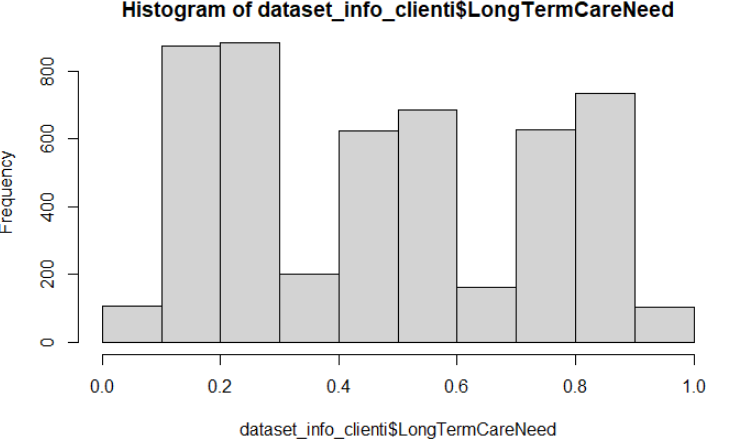 Histogram of dataset_info_clienti$LongTermCareNeed
Frequency
800
600
400
200
0
0.0 0.2 0.4 0.6 0.8 1.0
dataset_info_clienti$LongTermCareNeed